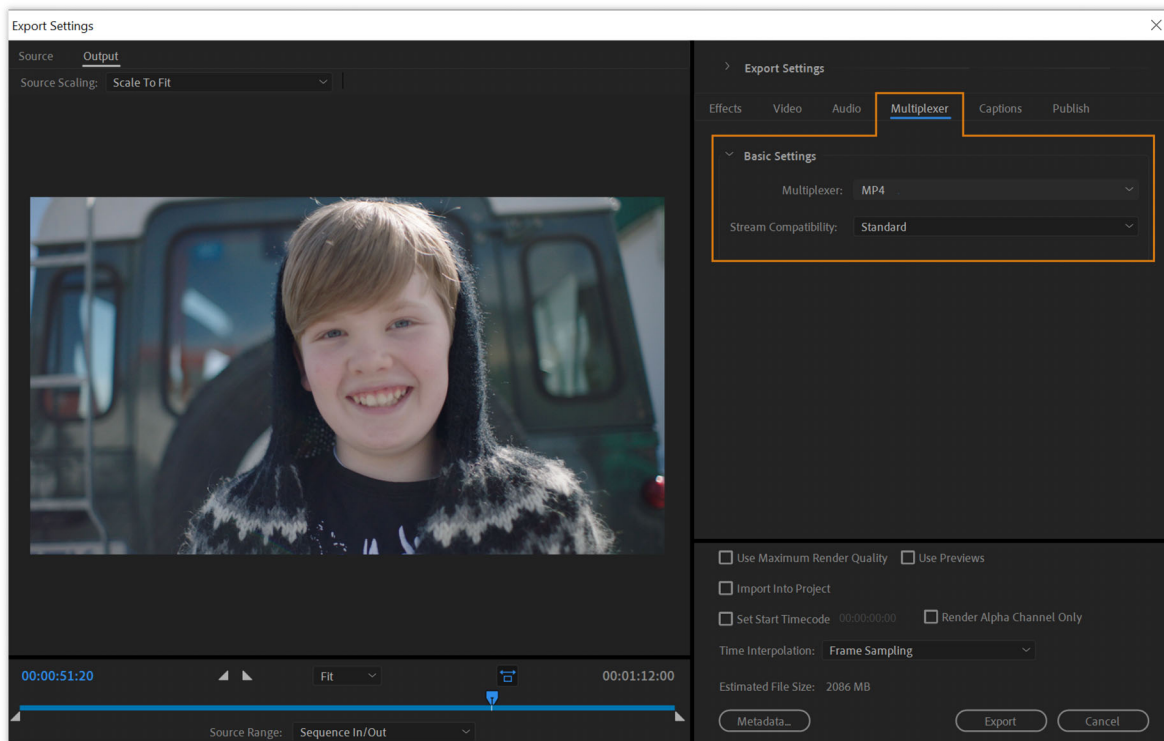 Export Settings
Source Output
Source Scaling: Scale To Fit
00:00:51:20 Fit 00:01:12:00
Source Range: Sequence In/Out
Export Settings
Effects Video Audio Multiplexer Captions Publish
Basic Settings
Multiplexer: MP4
Stream Compatibility: Standard
Use Maximum Render Quality Use Previews
Import Into Project
Set Start Timecode 00:00:00:00 Render Alpha Channel Only
Time Interpolation: Frame Sampling
Estimated File Size: 2086 MB
Metadata... Export Cancel